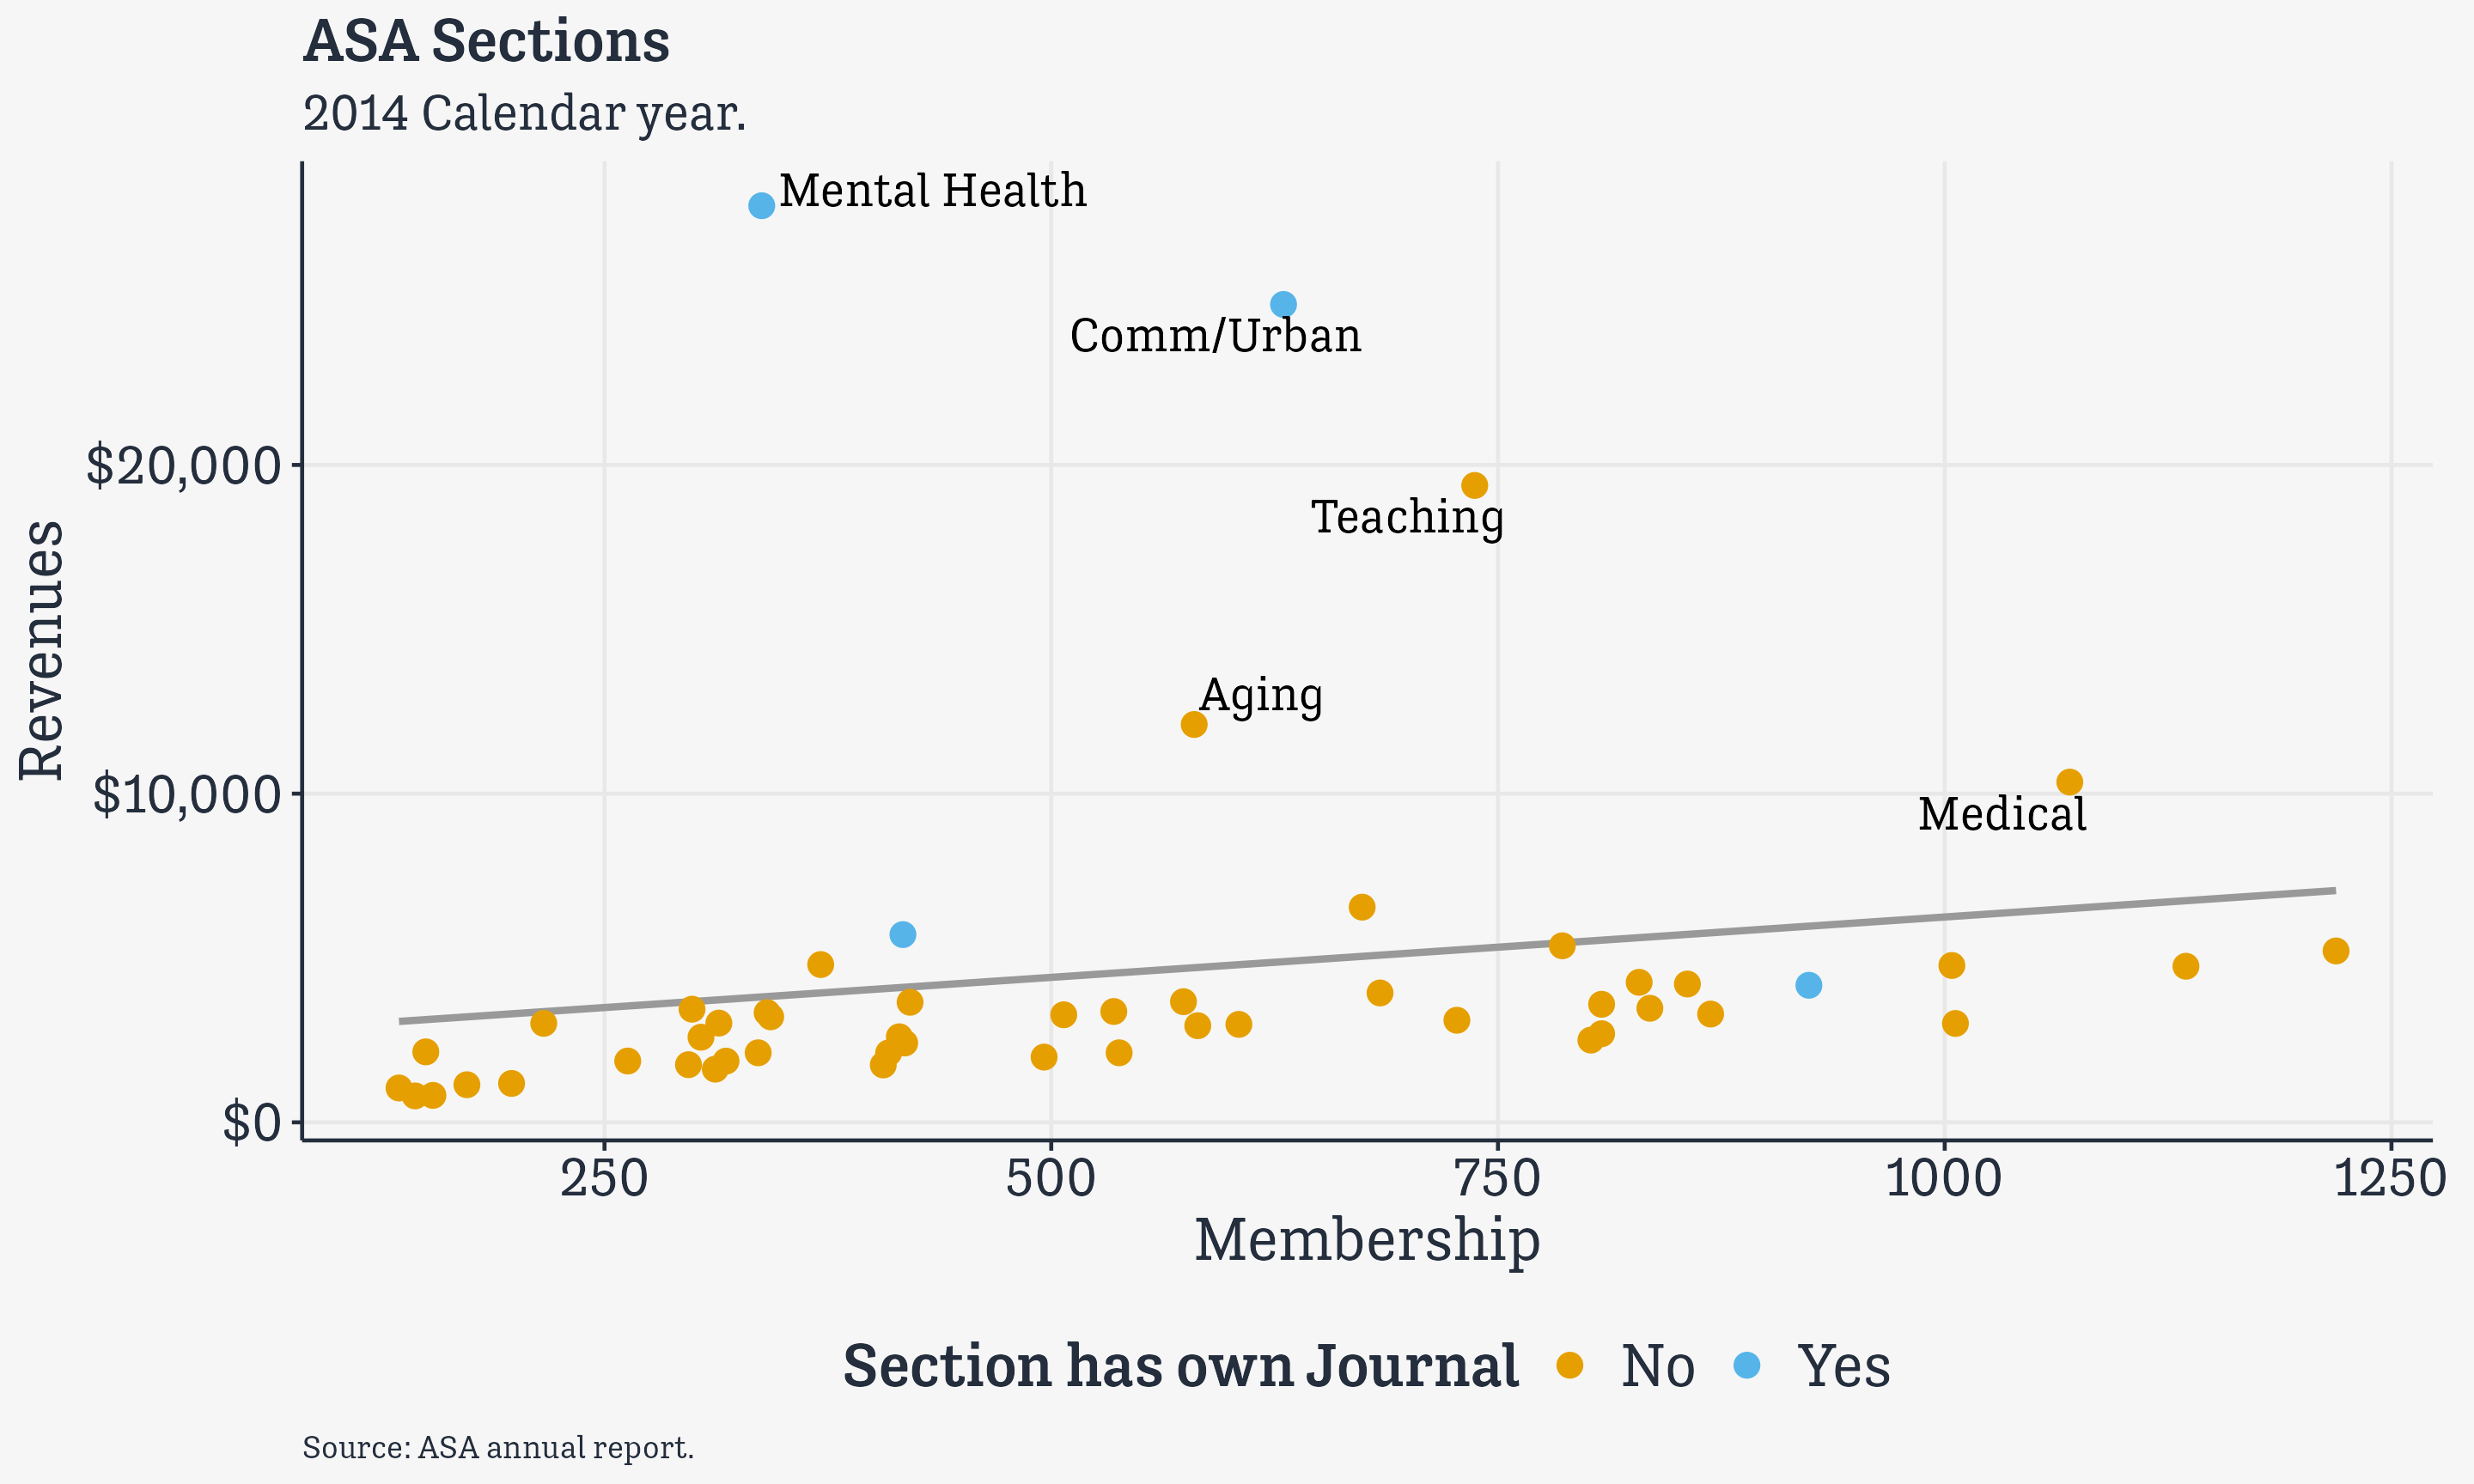 ASA Sections
2014 Calendar year.
Mental Health
Comm/Urban
$20,000
Teaching
Revenues
Aging
$10,000
Medical
$0
250 500 750 1000 1250
Membership
Section has own Journal No Yes
Source: ASA annual report.